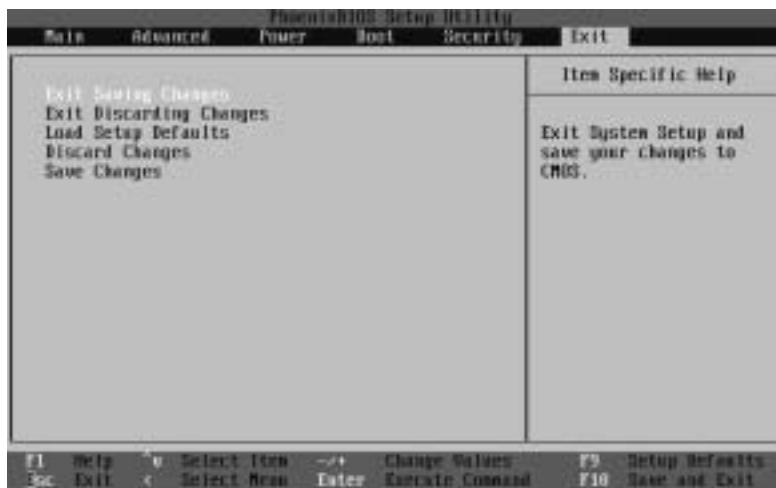 PhoenixBIOS Setup Utility
Main Advanced Power Boot Security Exit
Item Specific Help
Exit Saving Changes
Exit Discarding Changes
Load Setup Defaults
Discard Changes
Save Changes
Exit System Setup and
save your changes to
CMOS.
F1 Help ^v Select Item -/+ Change Values F9 Setup Defaults
Esc Exit < Select Menu Enter Execute Command F10 Save and Exit